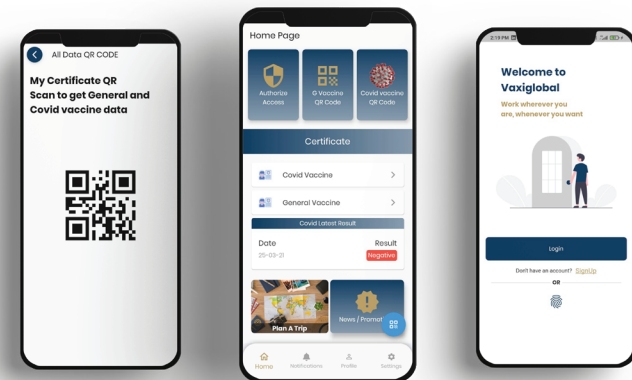 All Data QR CODE
My Certificate QR
Scan to get General and
Covid vaccine data
Home Page
Authorize
Access
G Vaccine
QR Code
Covid vaccine
QR Code
Certificate
Covid Vaccine
General Vaccine
Covid Latest Result
Date
Result
25-03-21
Negative
Plan A Trip
News / Promot
Home
Notifications
Profile
Settings
2:19 PM
Welcome to
Vaxiglobal
Work wherever you
are, whenever you want
Login
Don't have an account? SignUp
OR